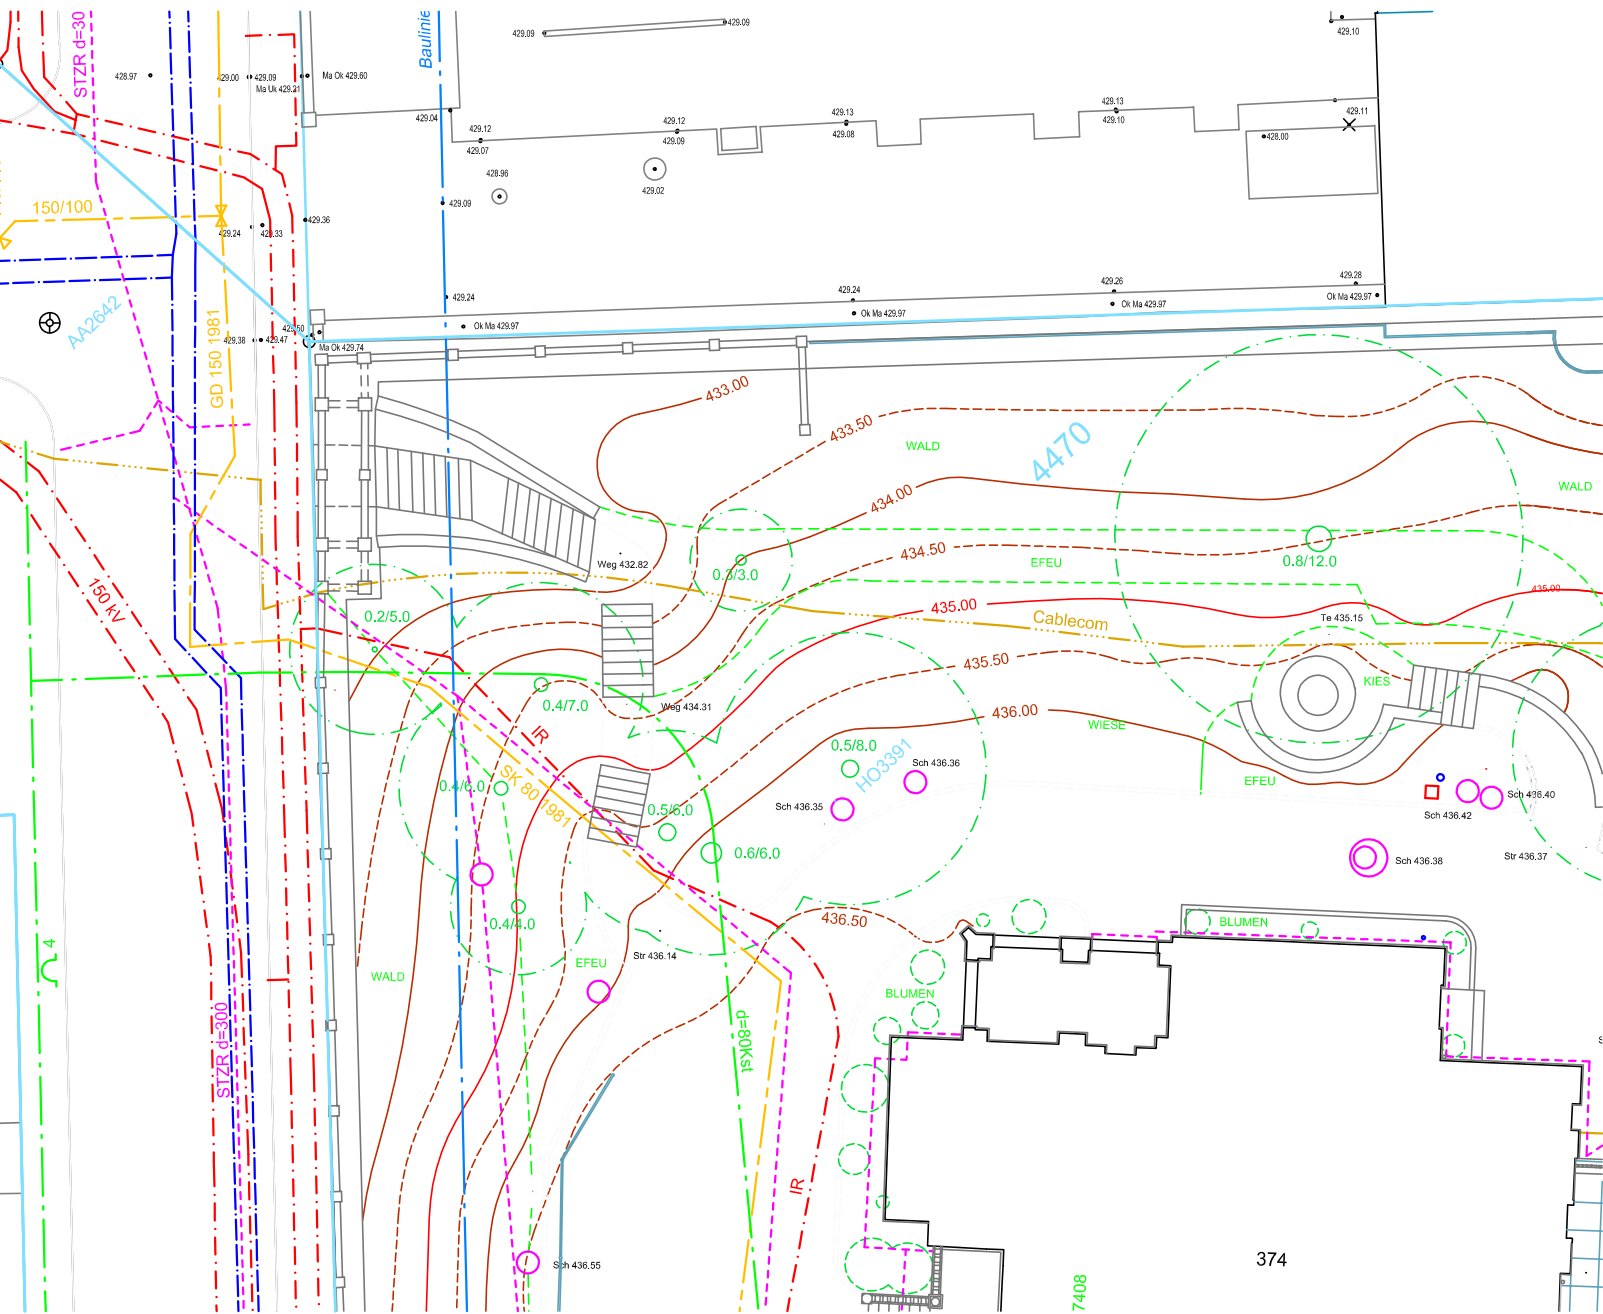 STZR d=30
Baulinie
429.09
429.09
429.10
428.97
429.00
429.09
Ma Ok 429.60
Ma Uk 429.21
429.04
429.12
429.07
429.12
429.09
429.13
429.08
429.13
429.10
429.11
428.00
428.96
429.02
150/100
429.09
429.36
429.24
429.33
AA2642
GD 150 1981
429.24
429.24
429.26
429.28
Ok Ma 429.97
Ok Ma 429.97
Ok Ma 429.97
Ok Ma 429.97
429.50
429.38
429.47
Ma Ok 429.74
433.00
433.50
WALD
4470
434.00
WALD
434.50
EFEU
0.8/12.0
Weg 432.82
0.3/3.0
435.00
435.00
0.2/5.0
150 kV
Cablecom
Te 435.15
435.50
KIES
0.4/7.0
Weg 434.31
436.00
WIESE
IR
0.5/8.0
HO3391
Sch 436.36
EFEU
SK 80 1981
0.4/6.0
0.5/6.0
Sch 436.35
Sch 436.40
Sch 436.42
0.6/6.0
Sch 436.38
Str 436.37
0.4/4.0
436.50
BLUMEN
4
WALD
EFEU
Str 436.14
BLUMEN
STZR d=300
d=80Kst
IR
Sch 436.55
374
7408